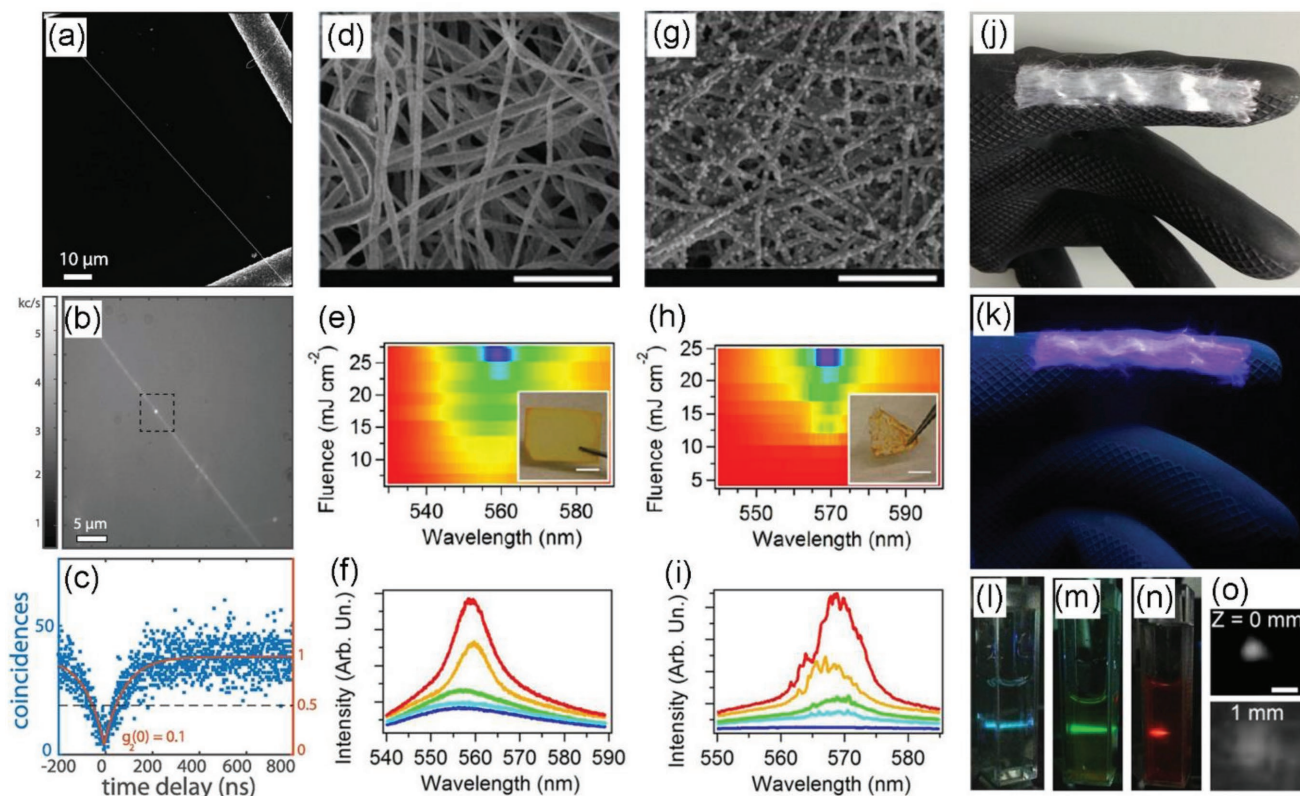 (a)
10 µm
(b)
kc/s
5
4
3
2
1
5 µm
(c)
coincidences
50
0
1
0.5
0
g2(0) = 0.1
-200 0 200 400 600 800
time delay (ns)
(d)
(e)
Fluence (mJ cm-2)
25
20
15
10
540 560 580
Wavelength (nm)
(f)
Intensity (Arb. Un.)
540 550 560 570 580 590
Wavelength (nm)
(g)
(h)
Fluence (mJ cm-2)
25
20
15
10
5
540 560 580 600
Wavelength (nm)
(i)
Intensity (Arb. Un.)
550 560 570 580
Wavelength (nm)
(j)
(k)
(l)
(m)
(n)
(o)
Z = 0 mm
1 mm